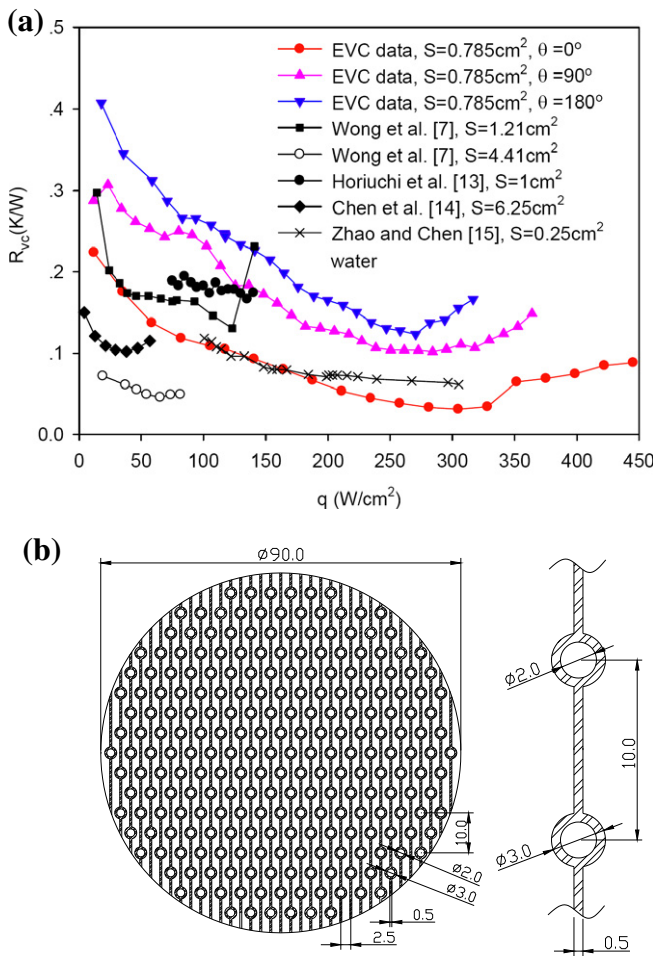 (a)
.5
.4
.3
.2
.1
0.0
R_VC(K/W)
EVC data, S=0.785cm², θ =0°
EVC data, S=0.785cm², θ =90°
EVC data, S=0.785cm², θ =180°
Wong et al. [7], S=1.21cm²
Wong et al. [7], S=4.41cm²
Horiuchi et al. [13], S=1cm²
Chen et al. [14], S=6.25cm²
Zhao and Chen [15], S=0.25cm²
water
0 50 100 150 200 250 300 350 400 450
q (W/cm²)
(b)
ø90.0
10.0
ø2.0
ø3.0
0.5
2.5
ø2.0
10.0
ø3.0
0.5